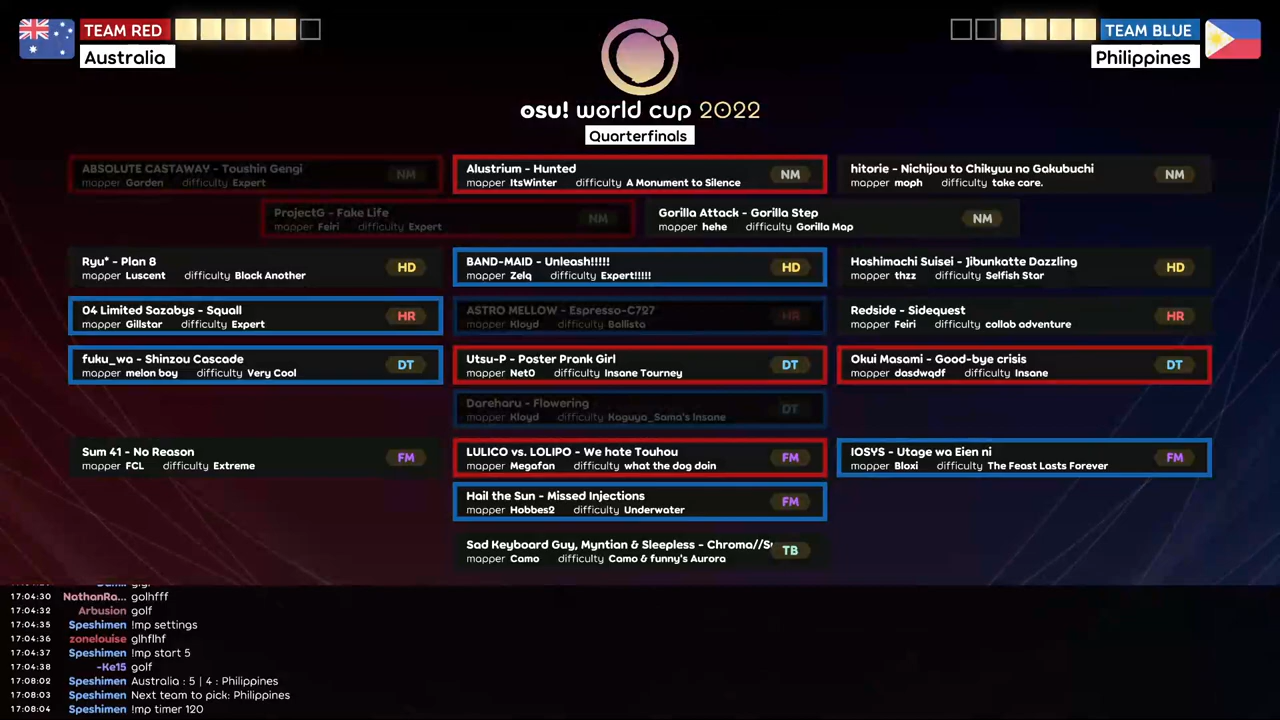 TEAM RED
Australia
TEAM BLUE
Philippines
osu! world cup 2022
Quarterfinals
ABSOLUTE CASTAWAY - Toushin Gengi
mapper Garden difficulty Expert
NM
Alustrium - Hunted
mapper ItsWinter difficulty A Monument to Silence
NM
hitorie - Nichijou to Chikyuu no Gakubuchi
mapper moph difficulty take care.
NM
ProjectG - Fake Life
mapper Feiri difficulty Expert
NM
Gorilla Attack - Gorilla Step
mapper hehe difficulty Gorilla Map
NM
Ryu* - Plan 8
mapper Luscent difficulty Black Another
HD
BAND-MAID - Unleash!!!!!
mapper Zelq difficulty Expert!!!!!
HD
Hoshimachi Suisei - Jibunkatte Dazzling
mapper thzz difficulty Selfish Star
HD
04 Limited Sazabys - Squall
mapper Gillstar difficulty Expert
HR
ASTRO MELLOW - Espresso-C727
mapper Kloyd difficulty Ballista
HR
Redside - Sidequest
mapper Feiri difficulty collab adventure
HR
fuku_wa - Shinzou Cascade
mapper melon boy difficulty Very Cool
DT
Utsu-P - Poster Prank Girl
mapper Net0 difficulty Insane Tourney
DT
Okui Masami - Good-bye crisis
mapper dasdwqdf difficulty Insane
DT
Dareharu - Flowering
mapper Kloyd difficulty Kaguya_Sama's Insane
DT
Sum 41 - No Reason
mapper FCL difficulty Extreme
FM
LULICO vs. LOLIPO - We hate Touhou
mapper Megafan difficulty what the dog doin
FM
IOSYS - Utage wa Eien ni
mapper Bloxi difficulty The Feast Lasts Forever
FM
Hail the Sun - Missed Injections
mapper Hobbes2 difficulty Underwater
FM
Sad Keyboard Guy, Myntian & Sleepless - Chroma//S
mapper Camo difficulty Camo & funny's Aurora
TB
17:04:30 NathanRa... golhfff
17:04:32 Arbusion golf
17:04:35 Speshimen !mp settings
17:04:36 zonelouise glhflhf
17:04:37 Speshimen !mp start 5
17:04:38 -Ke15 golf
17:08:02 Speshimen Australia : 5 | 4 : Philippines
17:08:03 Speshimen Next team to pick: Philippines
17:08:04 Speshimen !mp timer 120